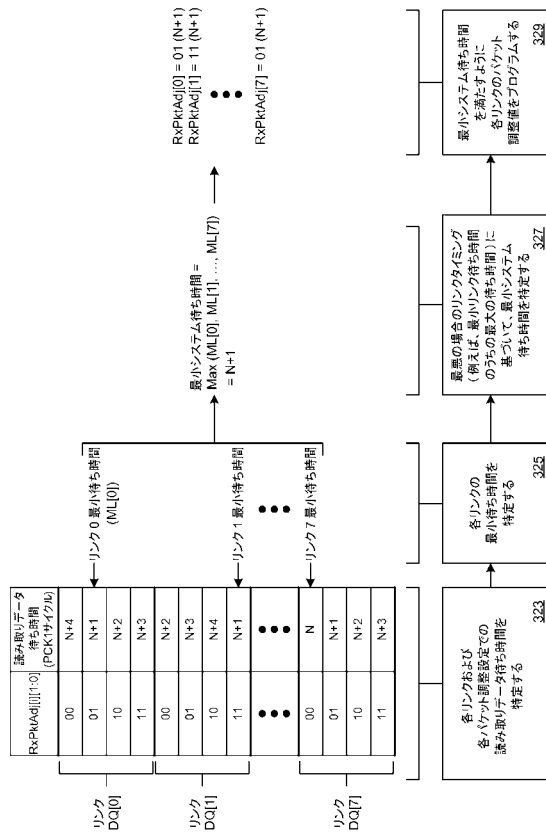 RxPktAdj[i][1:0]
読み取りデータ
待ち時間
(PCK1サイクル)
リンク
DQ[0]
00
N+4
01
N+1
10
N+2
11
N+3
リンク
DQ[1]
00
N+2
01
N+3
10
N+4
11
N+1
リンク
DQ[7]
00
N
01
N+1
10
N+2
11
N+3
リンク 0 最小待ち時間
(ML[0])
リンク 1 最小待ち時間
リンク 7 最小待ち時間
最小システム待ち時間 =
Max (ML[0], ML[1], …, ML[7])
= N+1
RxPktAdj[0] = 01 (N+1)
RxPktAdj[1] = 11 (N+1)
RxPktAdj[7] = 01 (N+1)
各リンクおよび
各パケット調整設定での
読み取りデータ待ち時間を
特定する
323
各リンクの
最小待ち時間を
特定する
325
最悪の場合のリンクタイミング
(例えば、最小リンク待ち時間
のうちの最大の待ち時間)に
基づいて、最小システム
待ち時間を特定する
327
最小システム待ち時間
を満たすように
各リンクのパケット
調整値をプログラムする
329